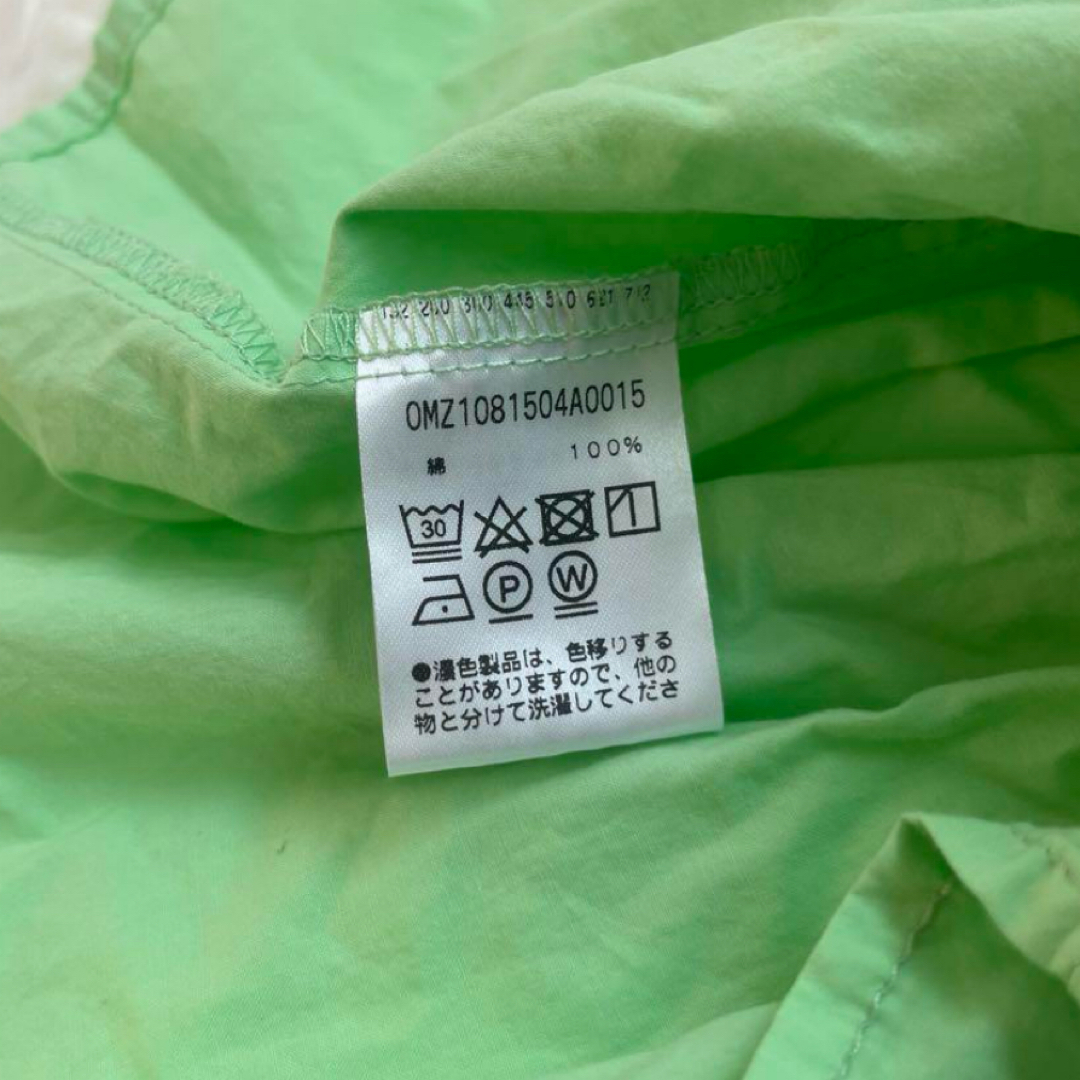 OMZ1081504A0015
綿 100%
30
P W
●濃色製品は、色移りする
ことがありますので、他の
物と分けて洗濯してくださ